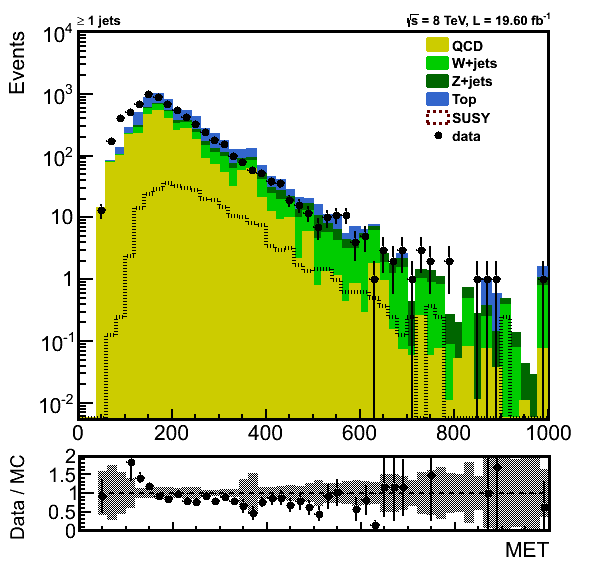 ≥ 1 jets
√s = 8 TeV, L = 19.60 fb⁻¹
Events
10⁴
10³
10²
10
1
10⁻¹
10⁻²
QCD
W+jets
Z+jets
Top
SUSY
data
0 200 400 600 800 1000
Data / MC
2
1.5
1
0.5
0
MET